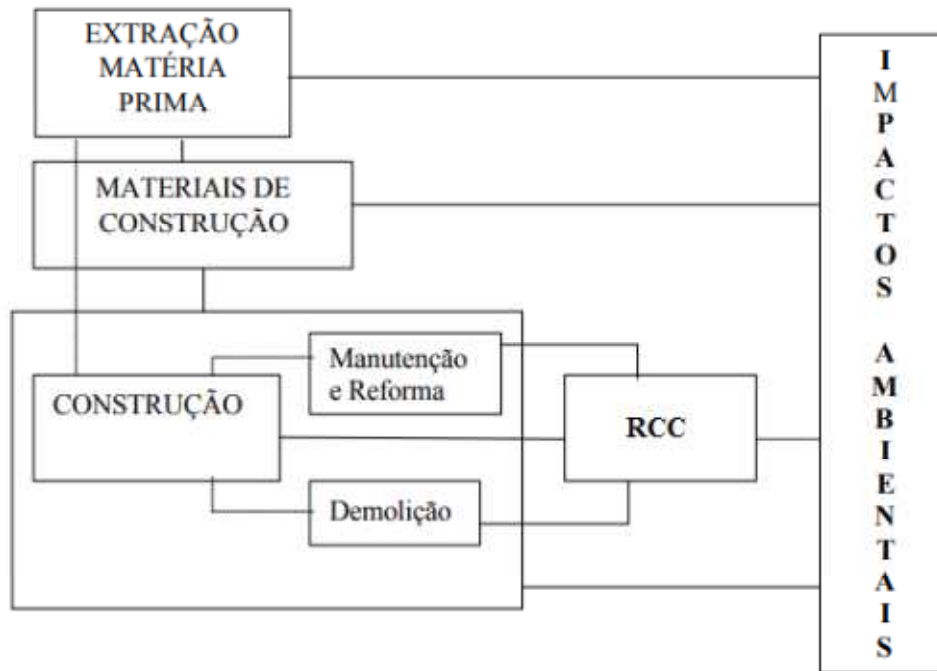 EXTRAÇÃO
MATÉRIA
PRIMA
MATERIAIS DE
CONSTRUÇÃO
Manutenção
e Reforma
CONSTRUÇÃO
RCC
Demolição
I
M
P
A
C
T
O
S
A
M
B
I
E
N
T
A
I
S